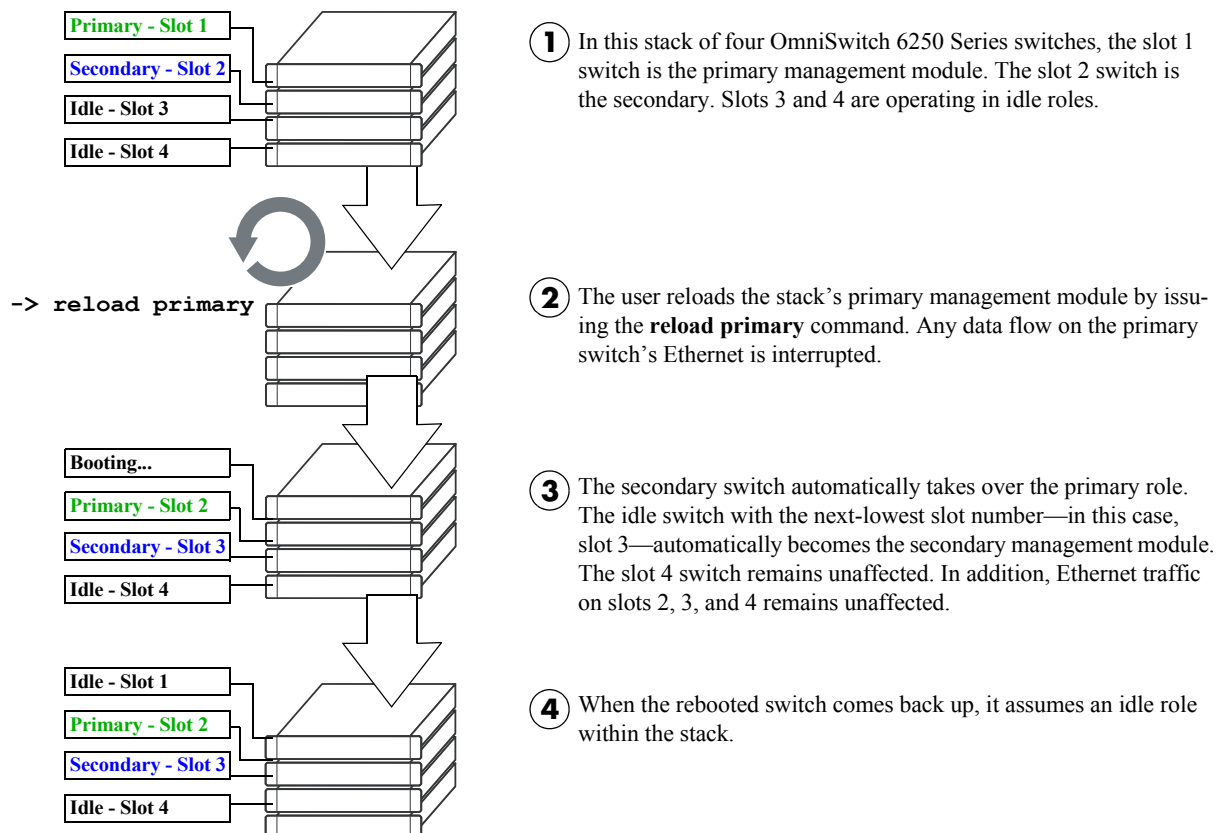 Primary - Slot 1
Secondary - Slot 2
Idle - Slot 3
Idle - Slot 4
1 In this stack of four OmniSwitch 6250 Series switches, the slot 1
switch is the primary management module. The slot 2 switch is
the secondary. Slots 3 and 4 are operating in idle roles.
-> reload primary
2 The user reloads the stack’s primary management module by issu-
ing the reload primary command. Any data flow on the primary
switch’s Ethernet is interrupted.
Booting...
Primary - Slot 2
Secondary - Slot 3
Idle - Slot 4
3 The secondary switch automatically takes over the primary role.
The idle switch with the next-lowest slot number—in this case,
slot 3—automatically becomes the secondary management module.
The slot 4 switch remains unaffected. In addition, Ethernet traffic
on slots 2, 3, and 4 remains unaffected.
Idle - Slot 1
Primary - Slot 2
Secondary - Slot 3
Idle - Slot 4
4 When the rebooted switch comes back up, it assumes an idle role
within the stack.